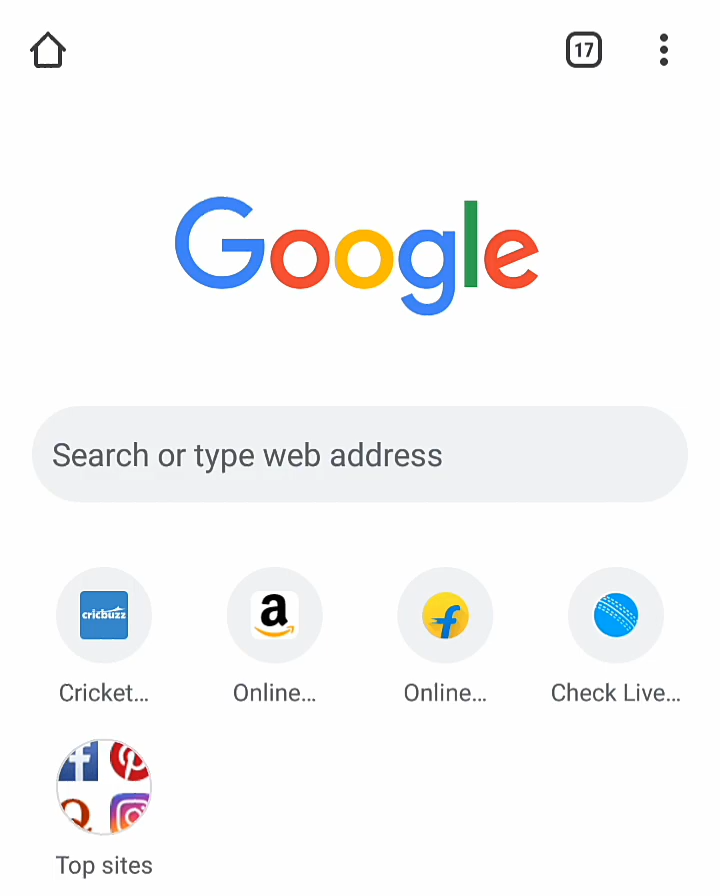 17
Google
Search or type web address
cricbuzz
a
f
Cricket...
Online...
Online...
Check Live...
f
Top sites